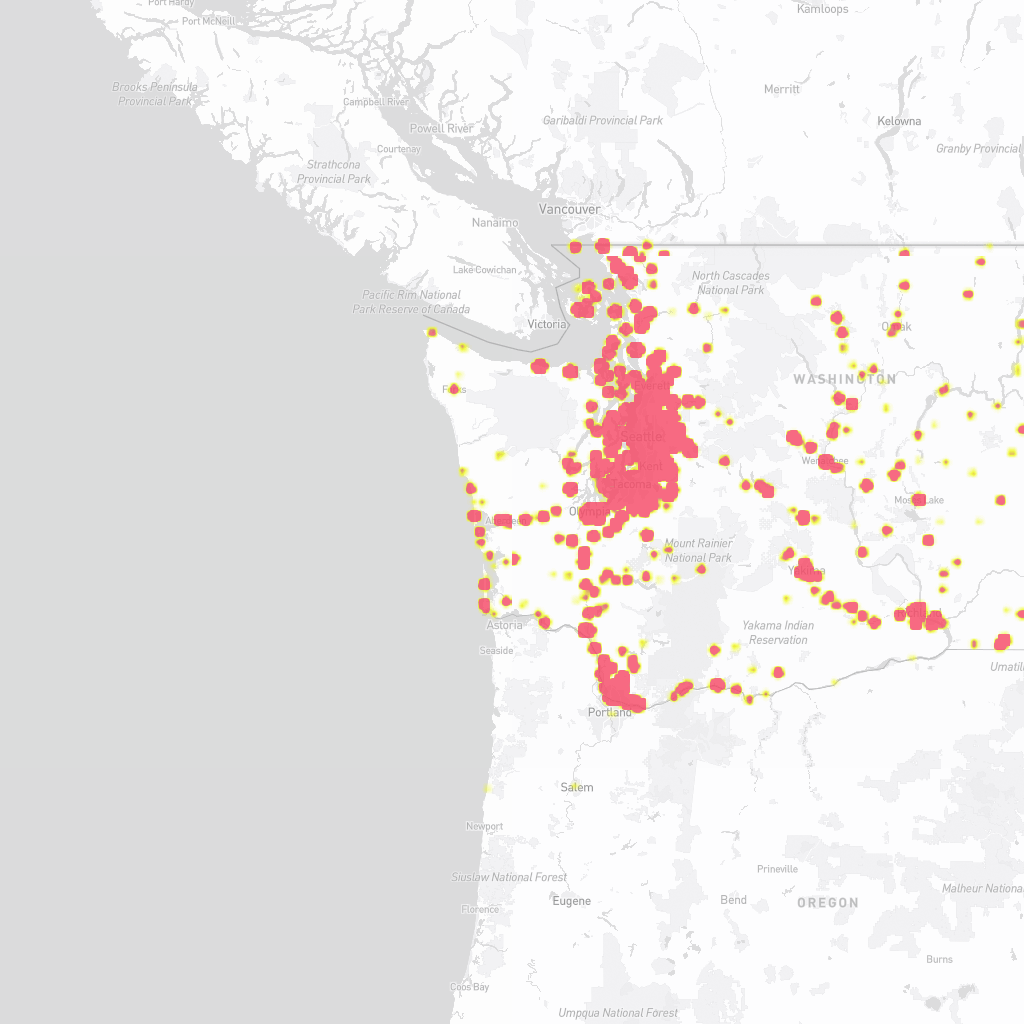 Port Hardy
Port McNeill
Kamloops
Brooks Peninsula
Provincial Park
Campbell River
Merritt
Powell River
Garibaldi Provincial Park
Kelowna
Courtenay
Granby Provincial
Strathcona
Provincial Park
Vancouver
Nanaimo
Lake Cowichan
North Cascades
National Park
Pacific Rim National
Park Reserve of Canada
Victoria
WASHINGTON
Everett
Seattle
Kent
Tacoma
Wenatchee
Moses Lake
Olympia
Aberdeen
Mount Rainier
National Park
Yakima
Yakama Indian
Reservation
Astoria
Seaside
Umatil
Portland
Salem
Newport
Prineville
Siuslaw National Forest
Malheur National
Eugene
Bend
OREGON
Florence
Burns
Coos Bay
Umpqua National Forest